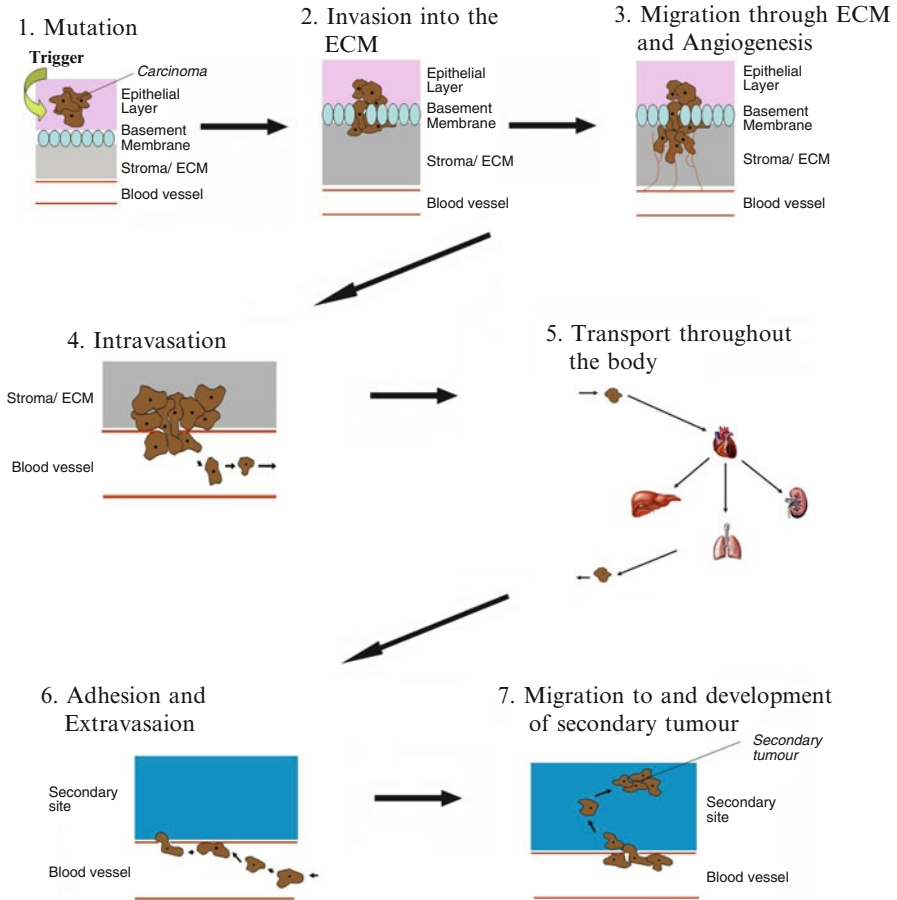 1. Mutation
Trigger
Carcinoma
Epithelial
Layer
Basement
Membrane
Stroma/ ECM
Blood vessel
2. Invasion into the
ECM
Epithelial
Layer
Basement
Membrane
Stroma/ ECM
Blood vessel
3. Migration through ECM
and Angiogenesis
Epithelial
Layer
Basement
Membrane
Stroma/ ECM
Blood vessel
4. Intravasation
Stroma/ ECM
Blood vessel
5. Transport throughout
the body
6. Adhesion and
Extravasaion
Secondary
site
Blood vessel
7. Migration to and development
of secondary tumour
Secondary
tumour
Secondary
site
Blood vessel